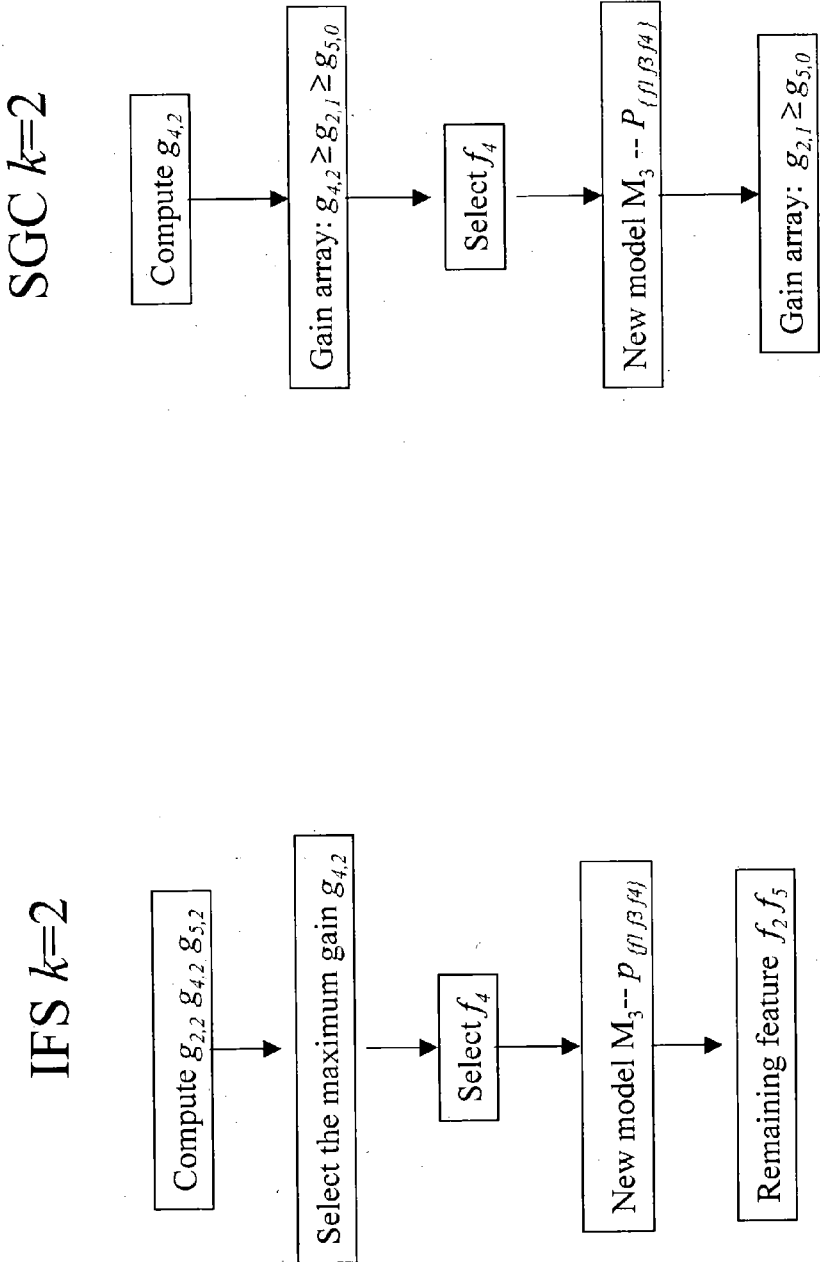 IFS k=2
Compute g2,2 g4,2 g5,2
Select the maximum gain g4,2
Select f4
New model M3-- P{f1 f3 f4}
Remaining feature f2 f5
SGC k=2
Compute g4,2
Gain array: g4,2 ≥ g2,1 ≥ g5,0
Select f4
New model M3 -- P{f1 f3 f4}
Gain array: g2,1 ≥ g5,0